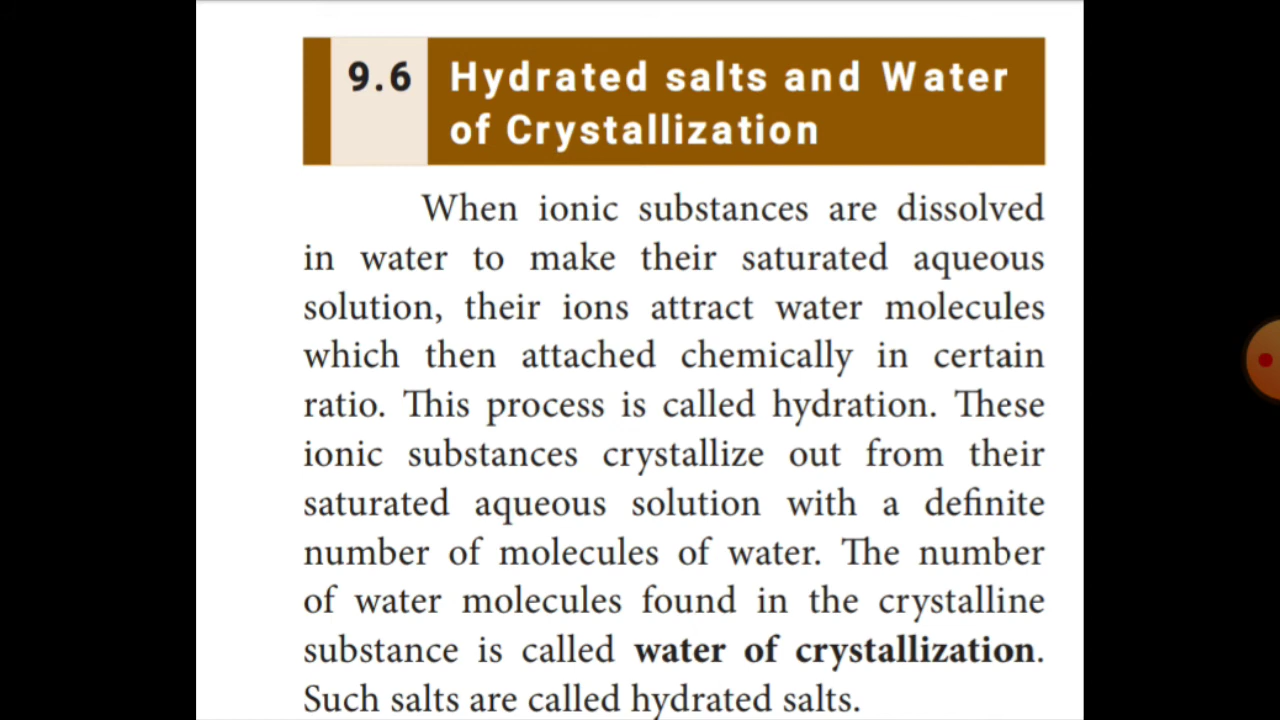 9.6 Hydrated salts and Water
of Crystallization
When ionic substances are dissolved
in water to make their saturated aqueous
solution, their ions attract water molecules
which then attached chemically in certain
ratio. This process is called hydration. These
ionic substances crystallize out from their
saturated aqueous solution with a definite
number of molecules of water. The number
of water molecules found in the crystalline
substance is called water of crystallization.
Such salts are called hydrated salts.